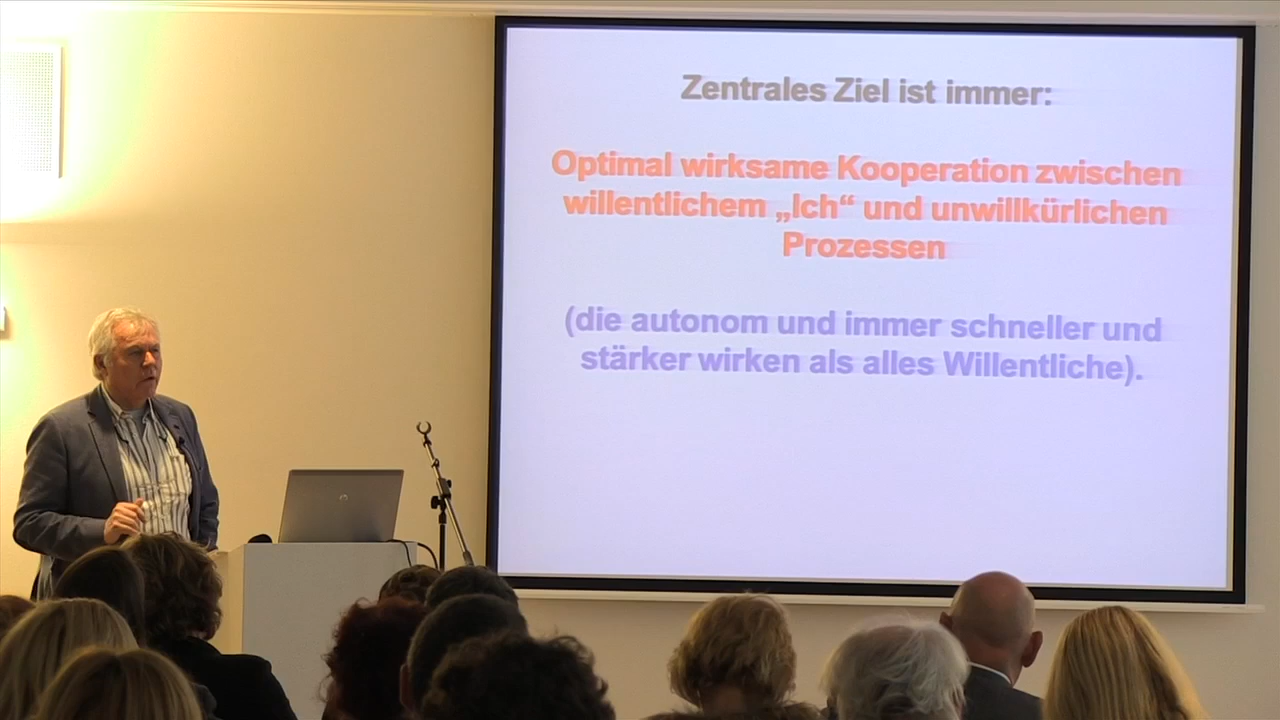 Zentrales Ziel ist immer:
Optimal wirksame Kooperation zwischen
willentlichem „Ich“ und unwillkürlichen
Prozessen
(die autonom und immer schneller und
stärker wirken als alles Willentliche).